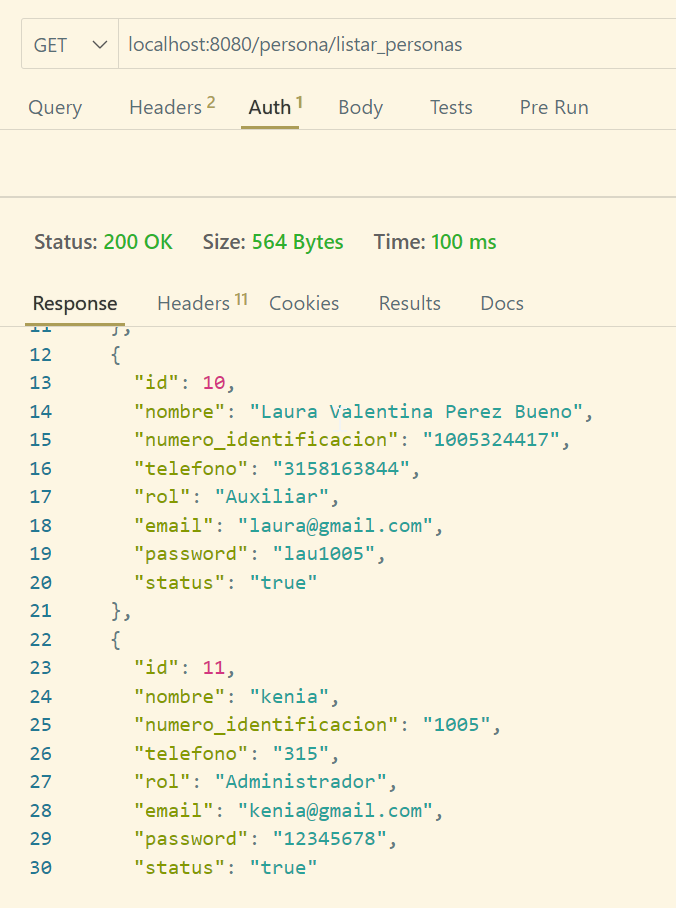 GET localhost:8080/persona/listar_personas
Query Headers 2 Auth 1 Body Tests Pre Run
Status: 200 OK Size: 564 Bytes Time: 100 ms
Response Headers 11 Cookies Results Docs
11 },
12 {
13 "id": 10,
14 "nombre": "Laura Valentina Perez Bueno",
15 "numero_identificacion": "1005324417",
16 "telefono": "3158163844",
17 "rol": "Auxiliar",
18 "email": "laura@gmail.com",
19 "password": "lau1005",
20 "status": "true"
21 },
22 {
23 "id": 11,
24 "nombre": "kenia",
25 "numero_identificacion": "1005",
26 "telefono": "315",
27 "rol": "Administrador",
28 "email": "kenia@gmail.com",
29 "password": "12345678",
30 "status": "true"